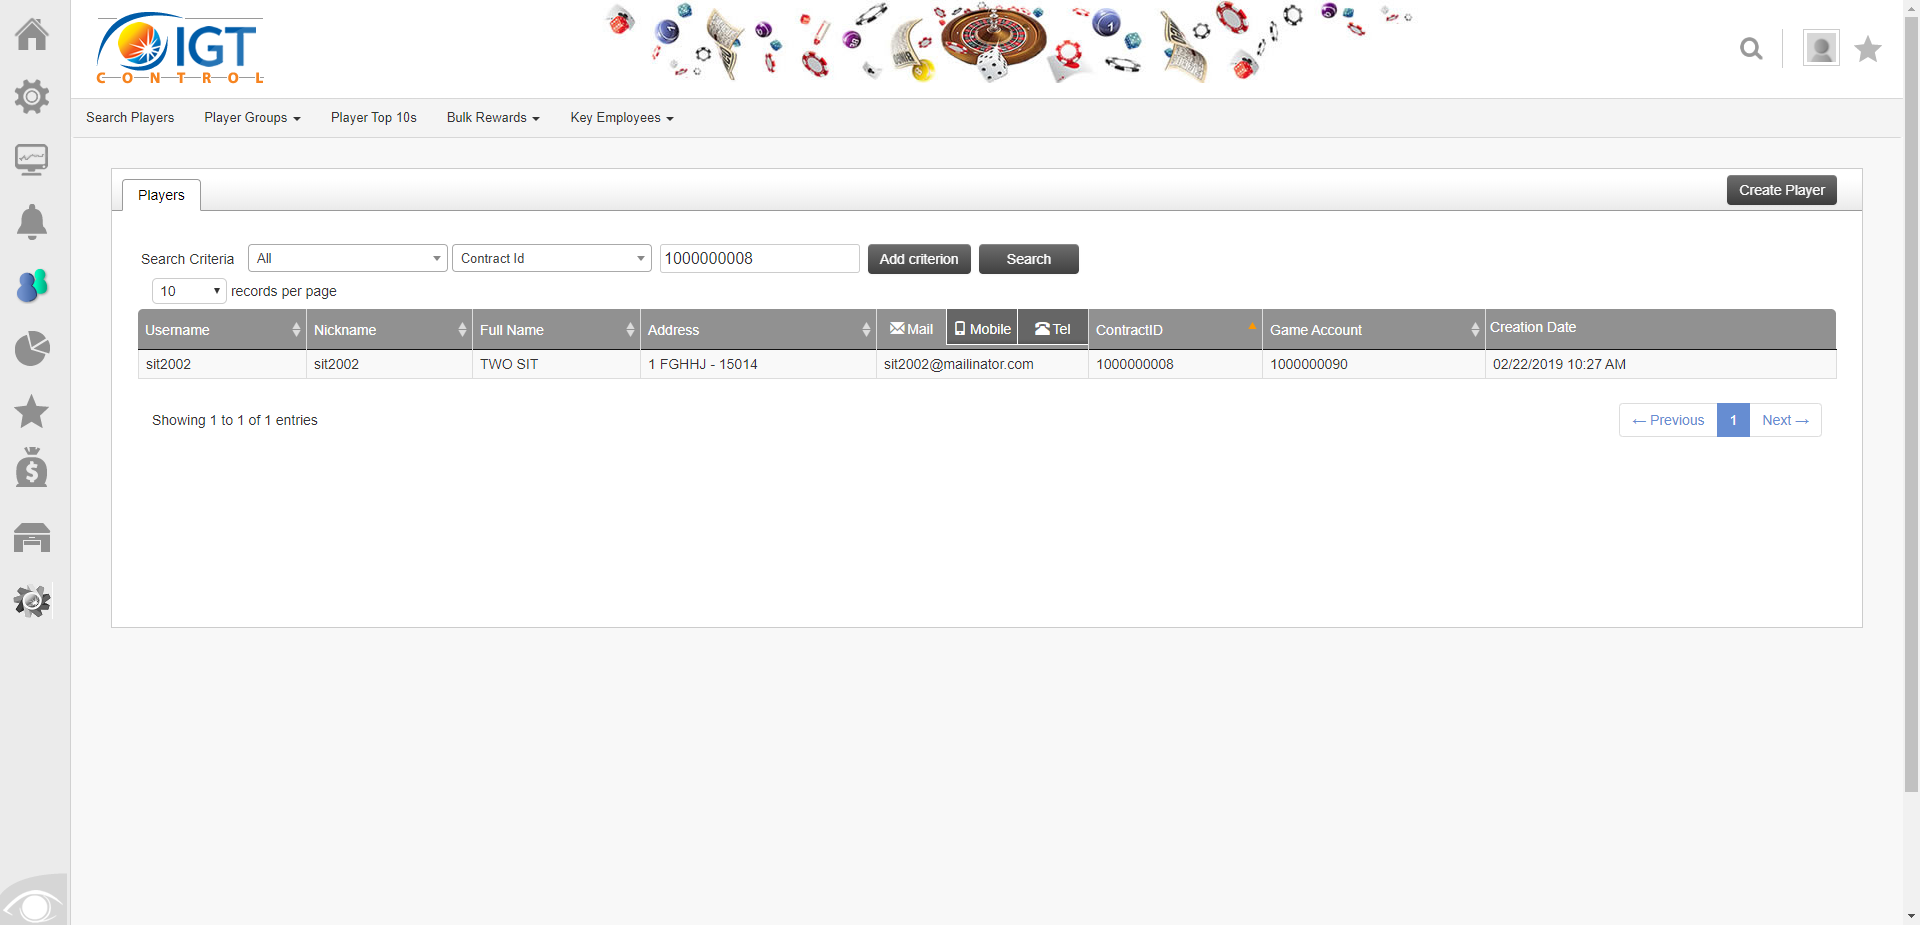 IGT
CONTROL
Search Players Player Groups Player Top 10s Bulk Rewards Key Employees
Players
Create Player
Search Criteria All Contract Id 1000000008 Add criterion Search
10 records per page
Username Nickname Full Name Address Mail Mobile Tel ContractID Game Account Creation Date
sit2002 sit2002 TWO SIT 1 FGHHJ - 15014 sit2002@mailinator.com 1000000008 1000000090 02/22/2019 10:27 AM
Showing 1 to 1 of 1 entries
← Previous 1 Next →